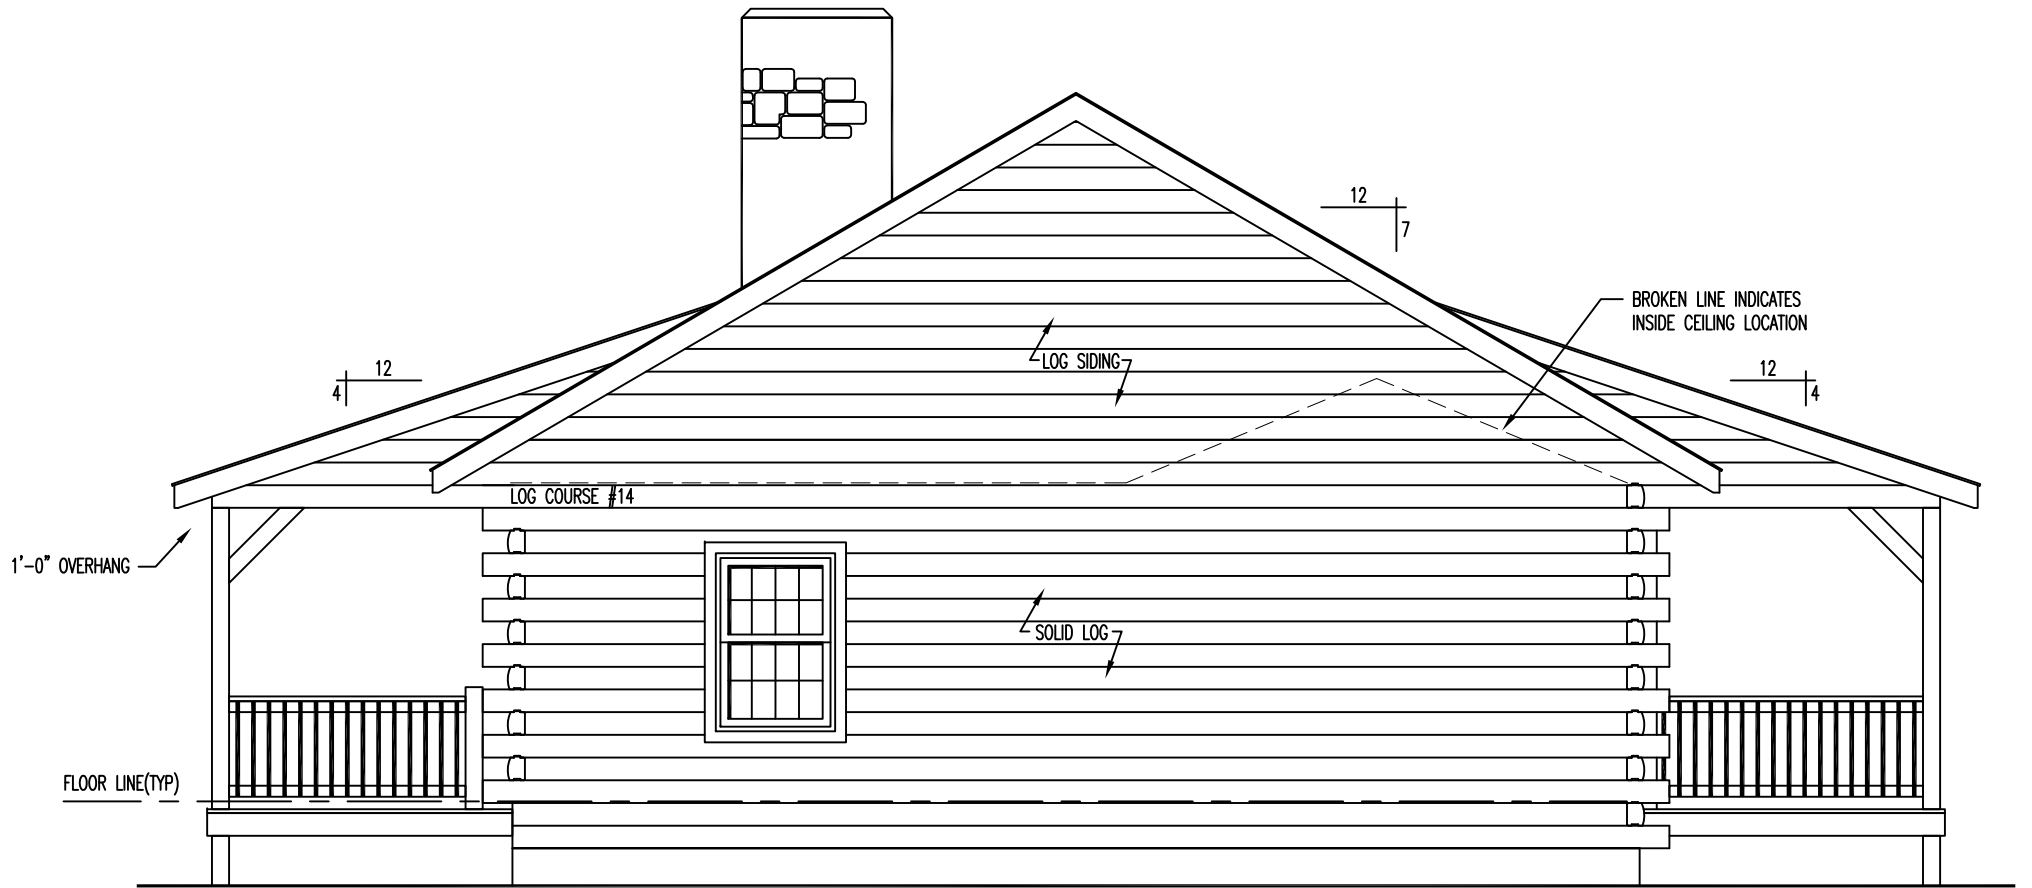 12
7
BROKEN LINE INDICATES
INSIDE CEILING LOCATION
LOG SIDING
12
4
12
4
LOG COURSE #14
1'-0" OVERHANG
SOLID LOG
FLOOR LINE(TYP)